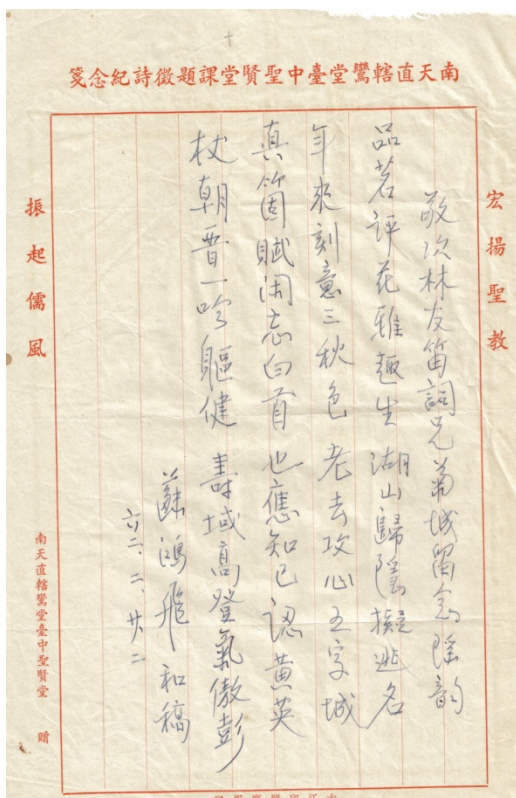 南天直轄鸞堂臺中聖賢堂課題徵詩紀念箋
宏揚聖教
敬次林友笛詞兄菊城留念瑤韵
品茗評花雅趣生 湖山歸隱擬逃名
年來刻意三秋色 老去攻心五字城
真箇賦閒忘白首 也應知己認黃英
杖朝晋一吟軀健 壽域高登氣傲彭
蘇鴻飛和稿
六二、二、廿二
振起儒風
南天直轄鸞堂臺中聖賢堂 贈